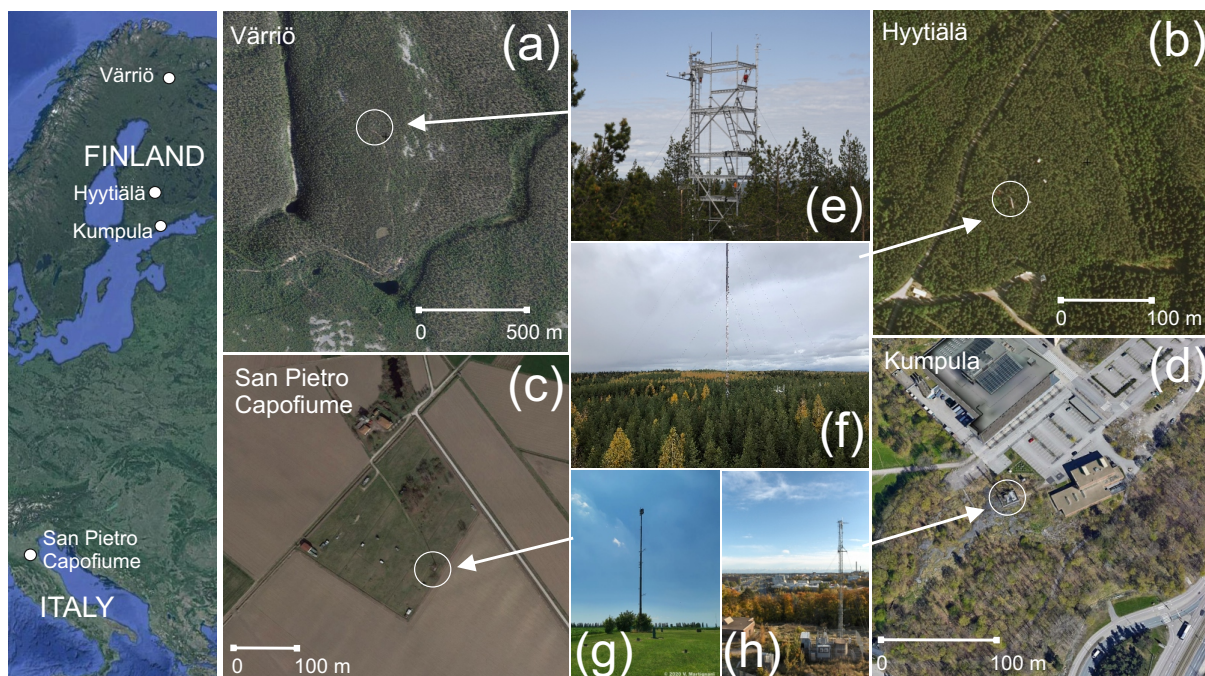 Värriö
FINLAND
Hyytiälä
Kumpula
San Pietro
Capofiume
ITALY
Värriö
(a)
0
500 m
San Pietro
Capofiume
(c)
0
100 m
(e)
(f)
(g)
© 2020 V. Merikanto
(h)
Hyytiälä
(b)
0
100 m
Kumpula
(d)
0
100 m